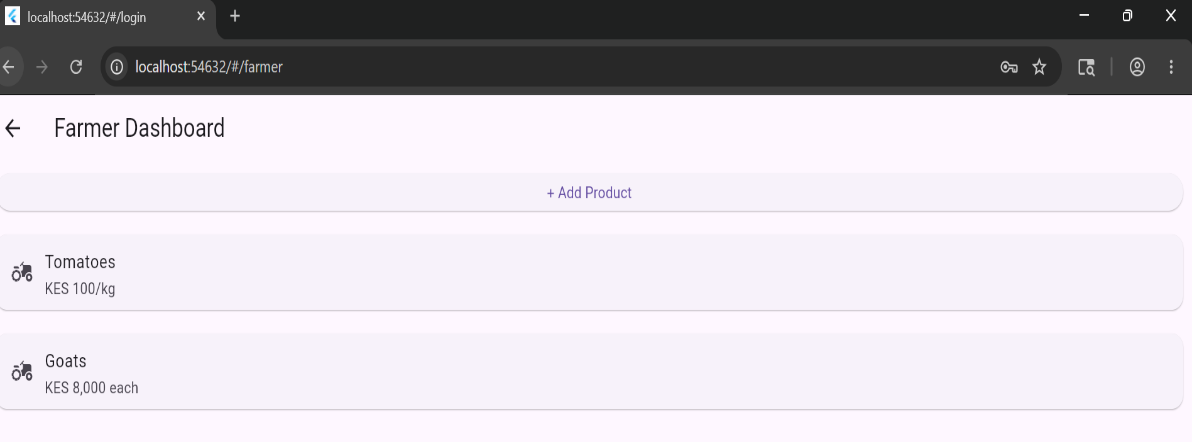 localhost:54632/#/login
localhost:54632/#/farmer
Farmer Dashboard
+ Add Product
Tomatoes
KES 100/kg
Goats
KES 8,000 each